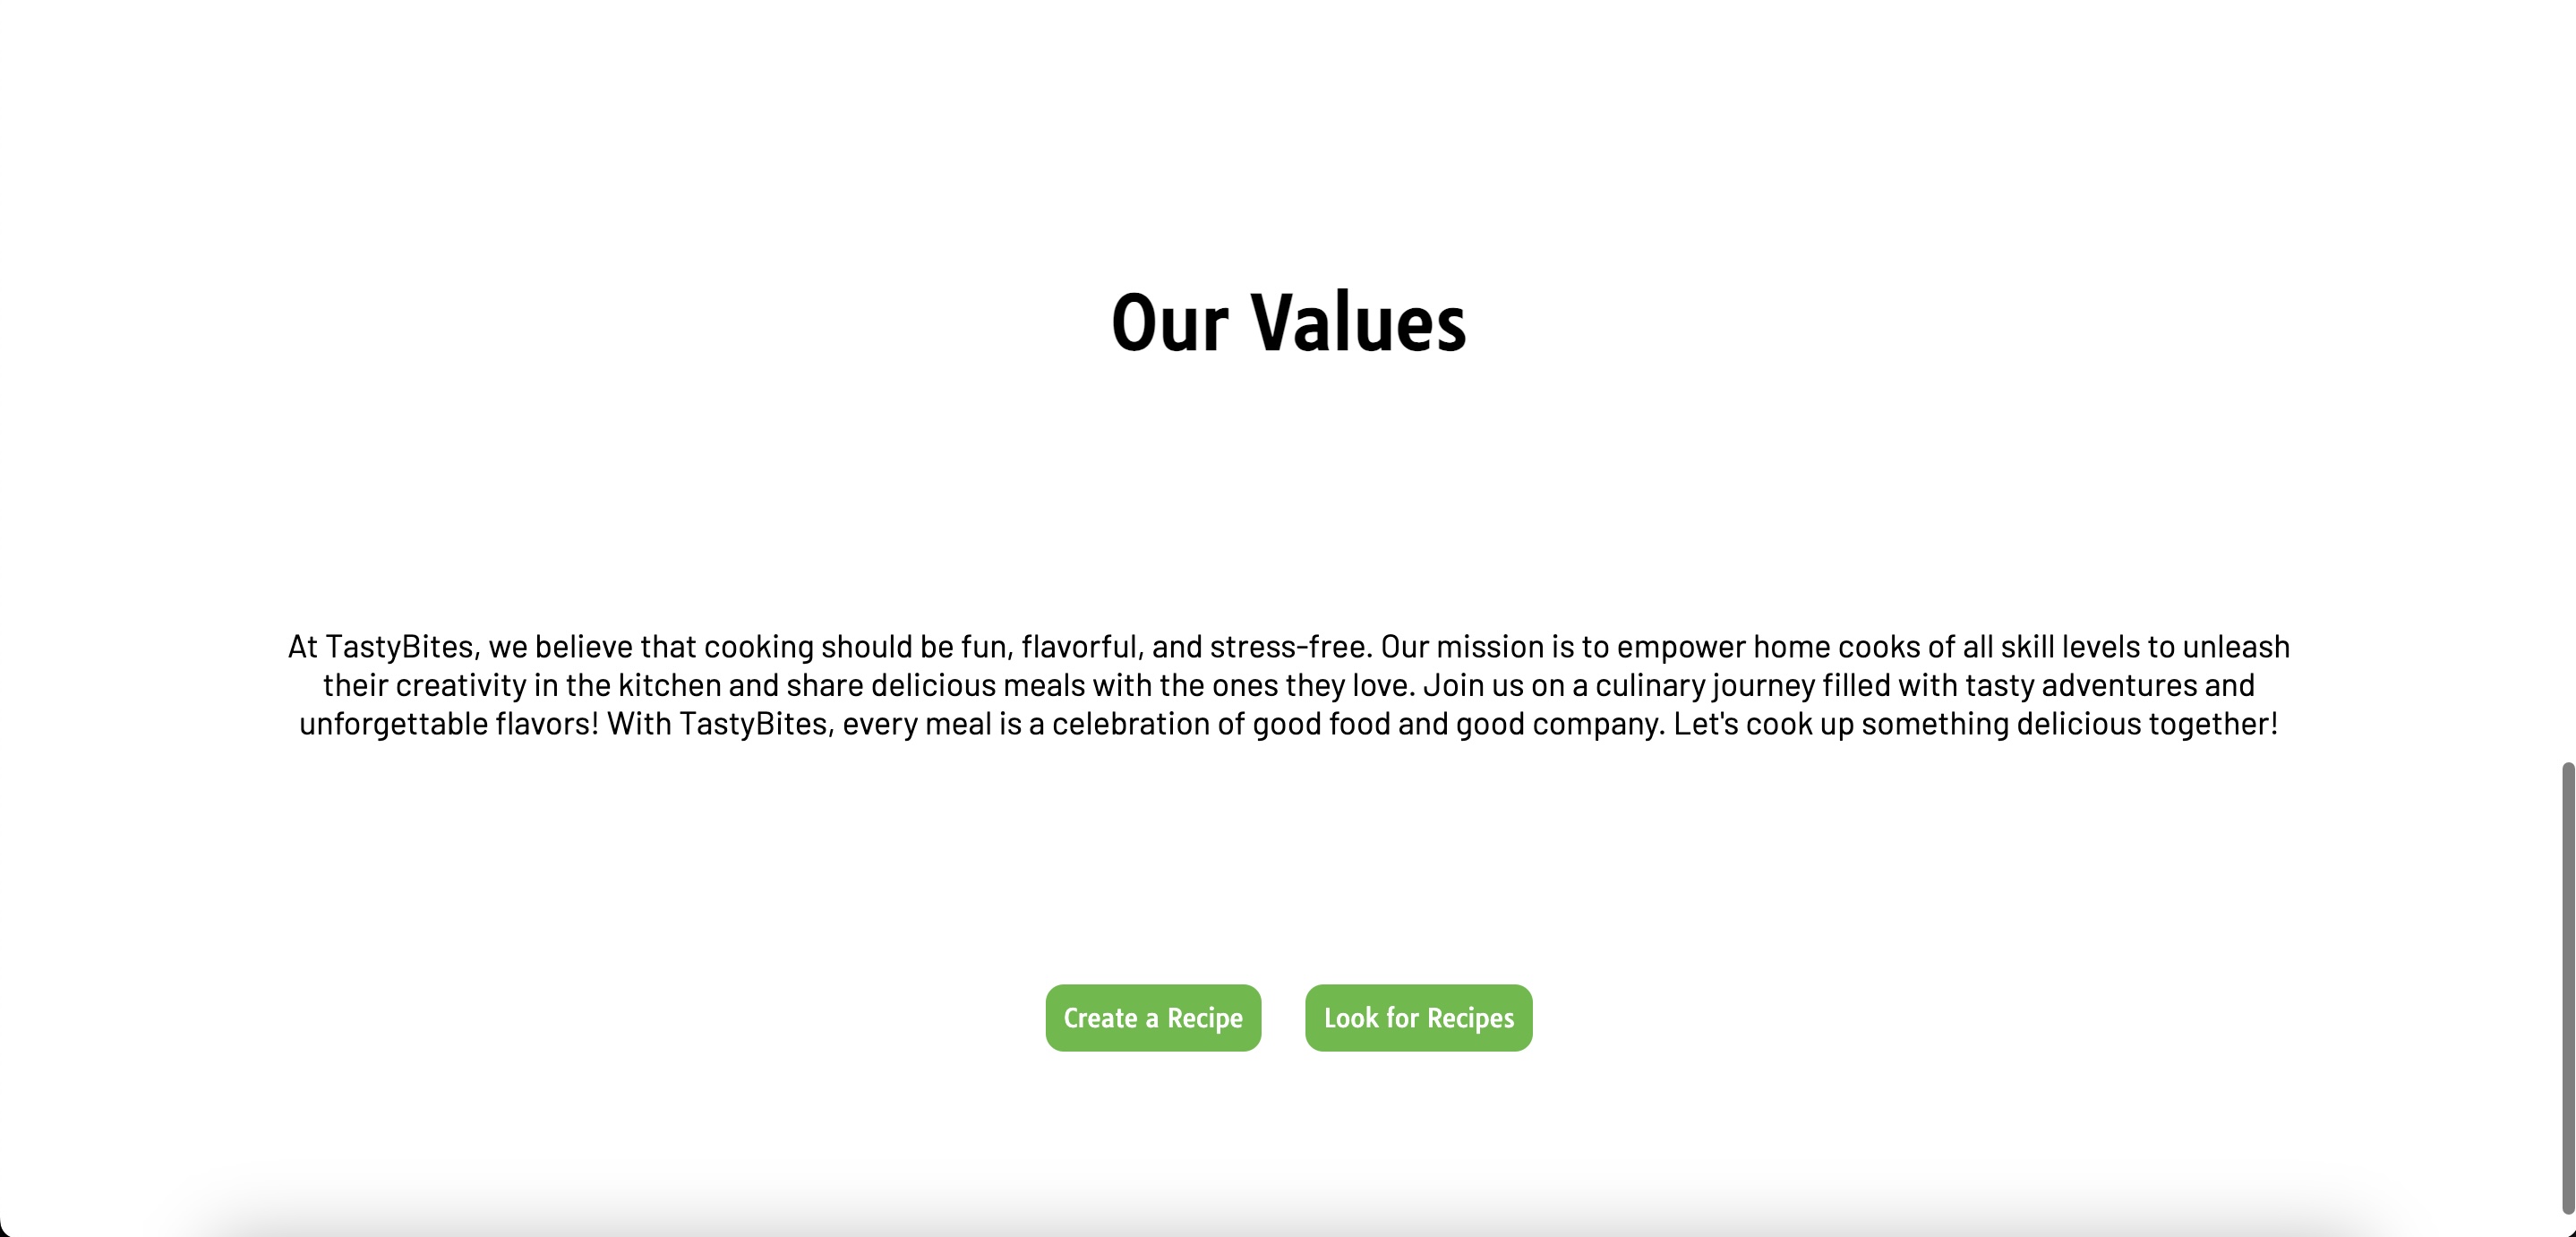 Our Values
At TastyBites, we believe that cooking should be fun, flavorful, and stress-free. Our mission is to empower home cooks of all skill levels to unleash
their creativity in the kitchen and share delicious meals with the ones they love. Join us on a culinary journey filled with tasty adventures and
unforgettable flavors! With TastyBites, every meal is a celebration of good food and good company. Let's cook up something delicious together!
Create a Recipe
Look for Recipes